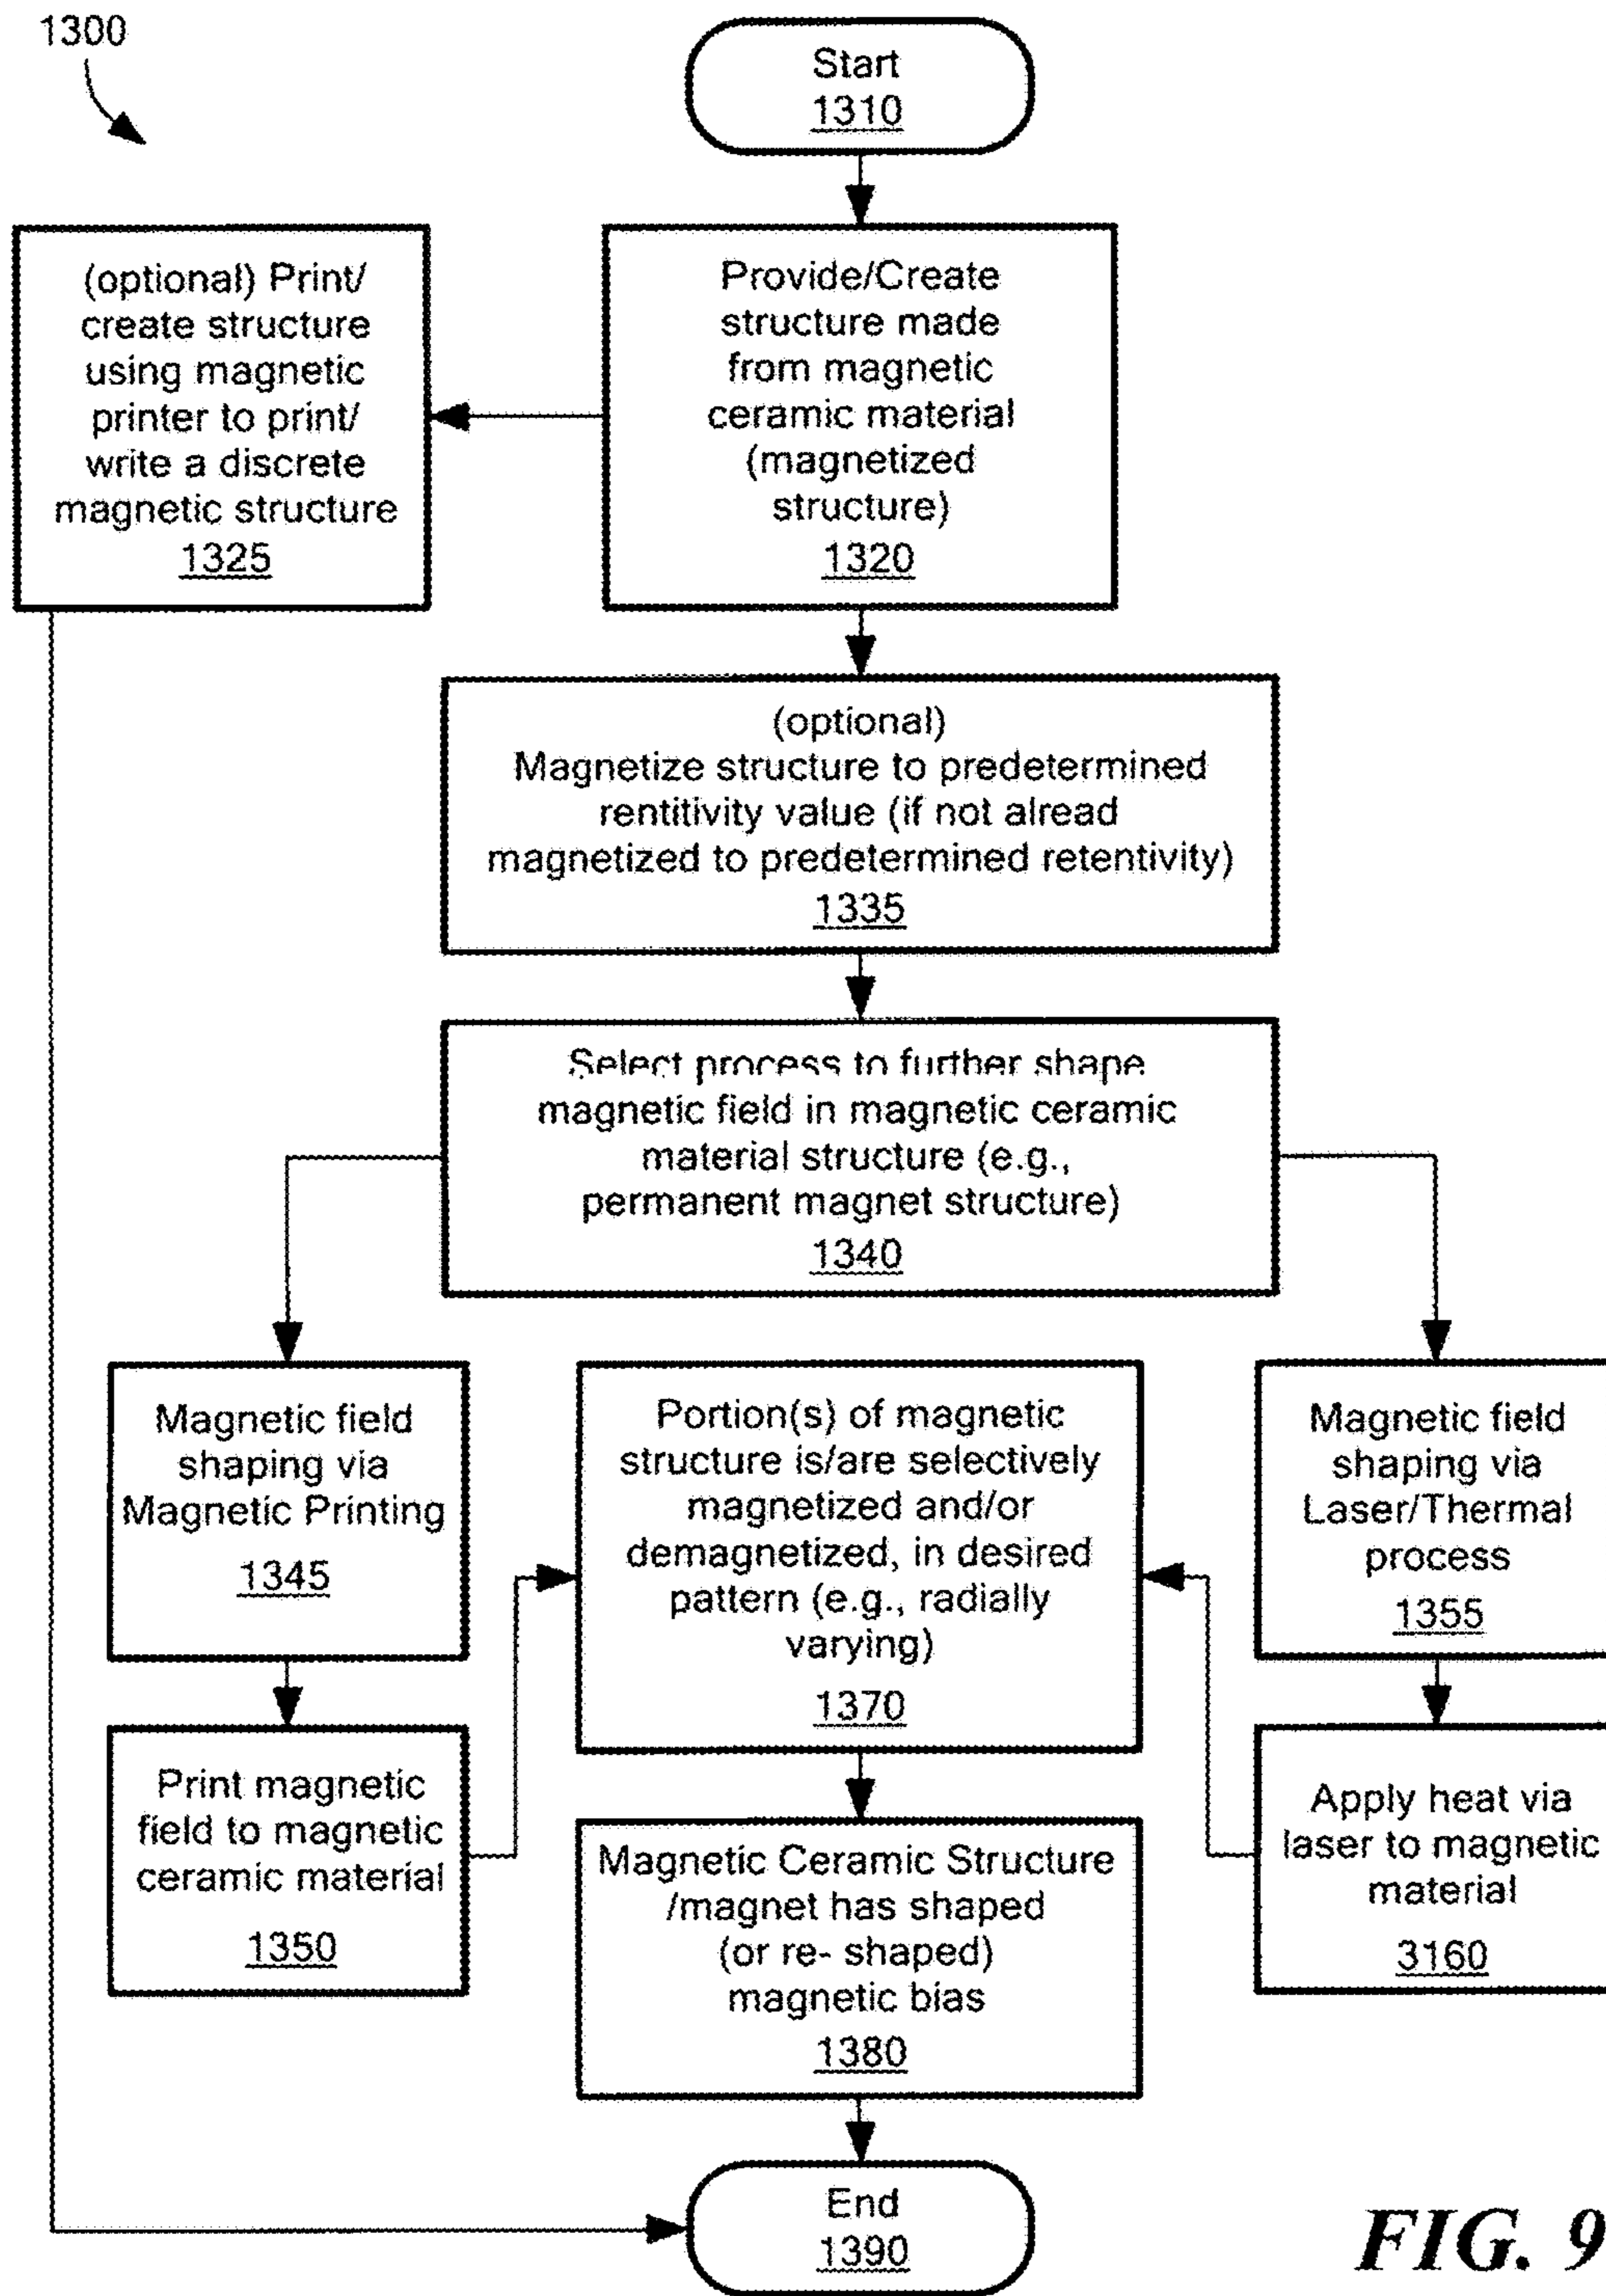 1300
Start
1310
(optional) Print/
create structure
using magnetic
printer to print/
write a discrete
magnetic structure
1325
Provide/Create
structure made
from magnetic
ceramic material
(magnetized
structure)
1320
(optional)
Magnetize structure to predetermined
rentitivity value (if not alread
magnetized to predetermined retentivity)
1335
Select process to further shape
magnetic field in magnetic ceramic
material structure (e.g.,
permanent magnet structure)
1340
Magnetic field
shaping via
Magnetic Printing
1345
Portion(s) of magnetic
structure is/are selectively
magnetized and/or
demagnetized, in desired
pattern (e.g., radially
varying)
1370
Magnetic field
shaping via
Laser/Thermal
process
1355
Print magnetic
field to magnetic
ceramic material
1350
Magnetic Ceramic Structure
/magnet has shaped
(or re- shaped)
magnetic bias
1380
Apply heat via
laser to magnetic
material
3160
End
1390
FIG. 9